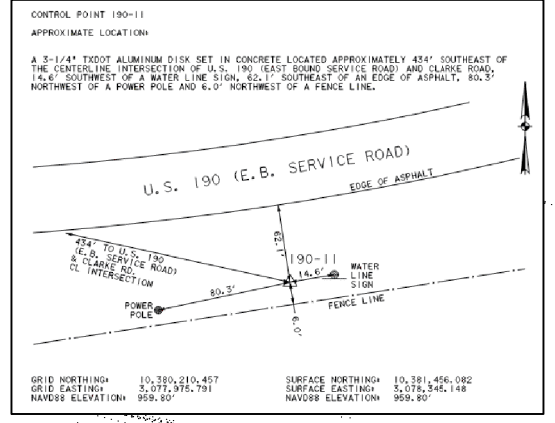 CONTROL POINT 190-11
APPROXIMATE LOCATION:
A 3-1/4" TXDOT ALUMINUM DISK SET IN CONCRETE LOCATED APPROXIMATELY 434' SOUTHEAST OF
THE CENTERLINE INTERSECTION OF U.S. 190 (EAST BOUND SERVICE ROAD) AND CLARKE ROAD,
14.6' SOUTHWEST OF A WATER LINE SIGN, 62.1' SOUTHEAST OF AN EDGE OF ASPHALT, 80.3'
NORTHWEST OF A POWER POLE AND 6.0' NORTHWEST OF A FENCE LINE.
U.S. 190 (E.B. SERVICE ROAD)
EDGE OF ASPHALT
434' TO U.S. 190
(E.B. SERVICE ROAD)
& CLARKE RD.
CL INTERSECTION
62.1'
190-11
14.6'
WATER
LINE
SIGN
80.3'
POWER
POLE
FENCE LINE
6.0'
GRID NORTHING: 10,380,210.457
GRID EASTING: 3,077,975.791
NAVD88 ELEVATION: 959.80'
SURFACE NORTHING: 10,381,456.082
SURFACE EASTING: 3,078,345.148
NAVD88 ELEVATION: 959.80'